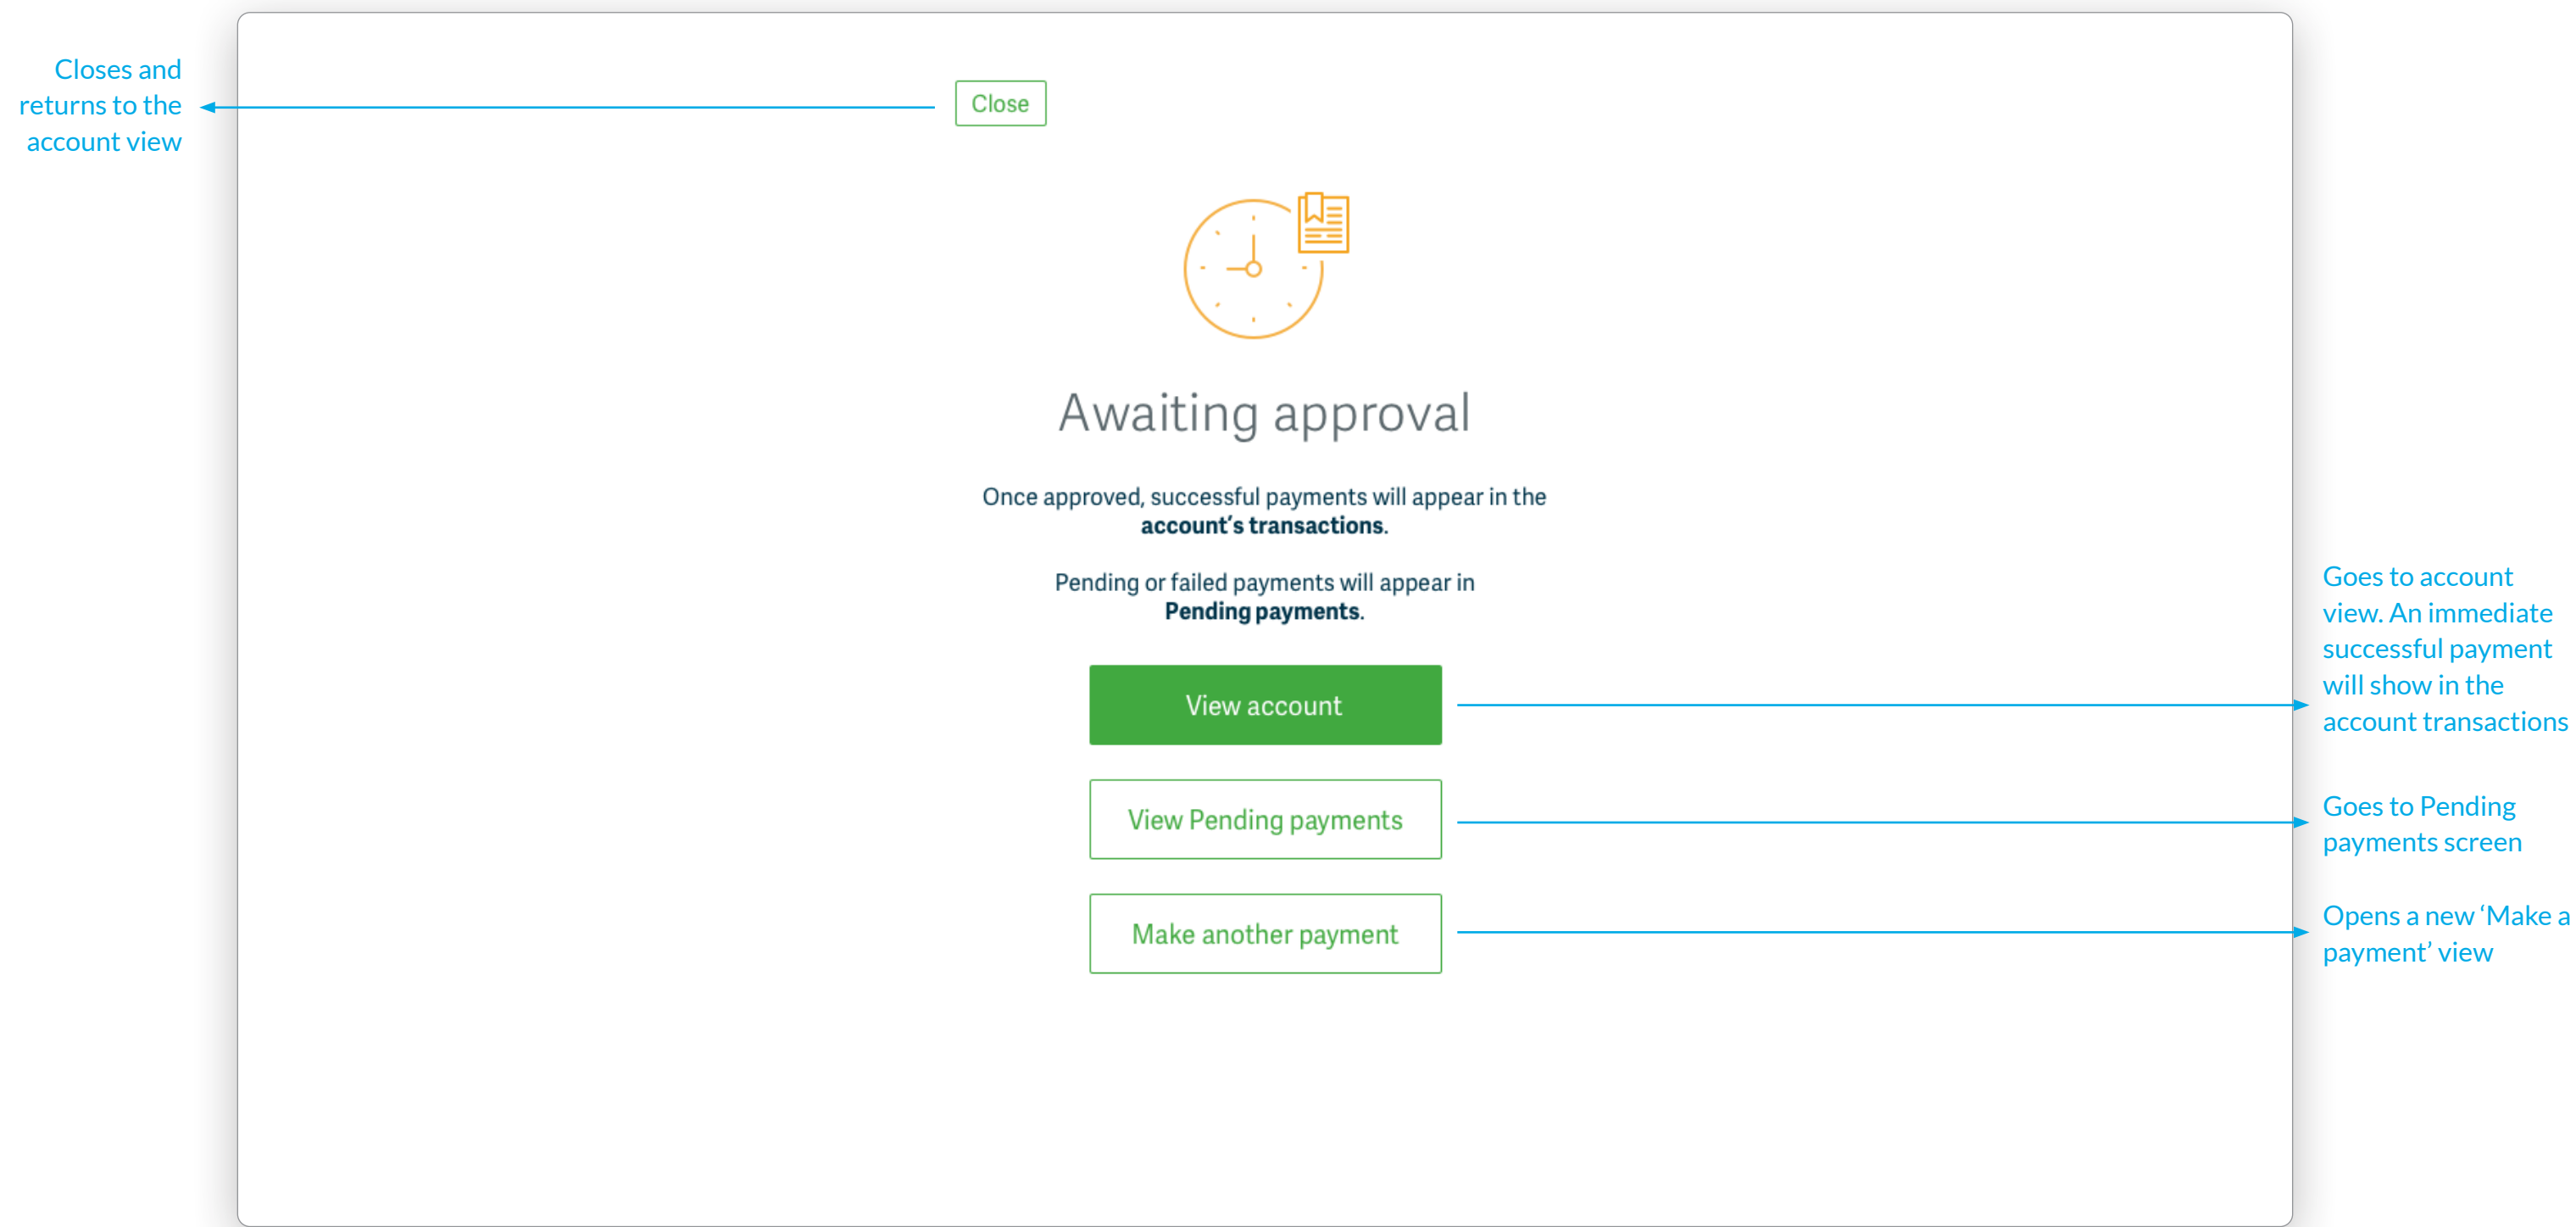 Closes and
returns to the
account view
Close
Awaiting approval
Once approved, successful payments will appear in the
account’s transactions.
Pending or failed payments will appear in
Pending payments.
View account
View Pending payments
Make another payment
Goes to account
view. An immediate
successful payment
will show in the
account transactions
Goes to Pending
payments screen
Opens a new ‘Make a
payment’ view